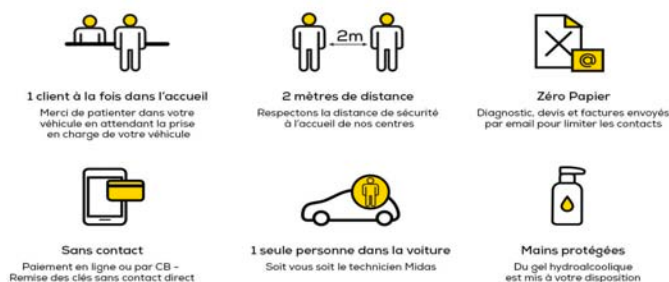 2m
@
1 client à la fois dans l'accueil
Merci de patienter dans votre
véhicule en attendant la prise
en charge de votre véhicule
2 mètres de distance
Respectons la distance de sécurité
à l'accueil de nos centres
Zéro Papier
Diagnostic, devis et factures envoyés
par email pour limiter les contacts
Sans contact
Paiement en ligne ou par CB –
Remise des clés sans contact direct
1 seule personne dans la voiture
Soit vous soit le technicien Midas
Mains protégées
Du gel hydroalcoolique
est mis à votre disposition